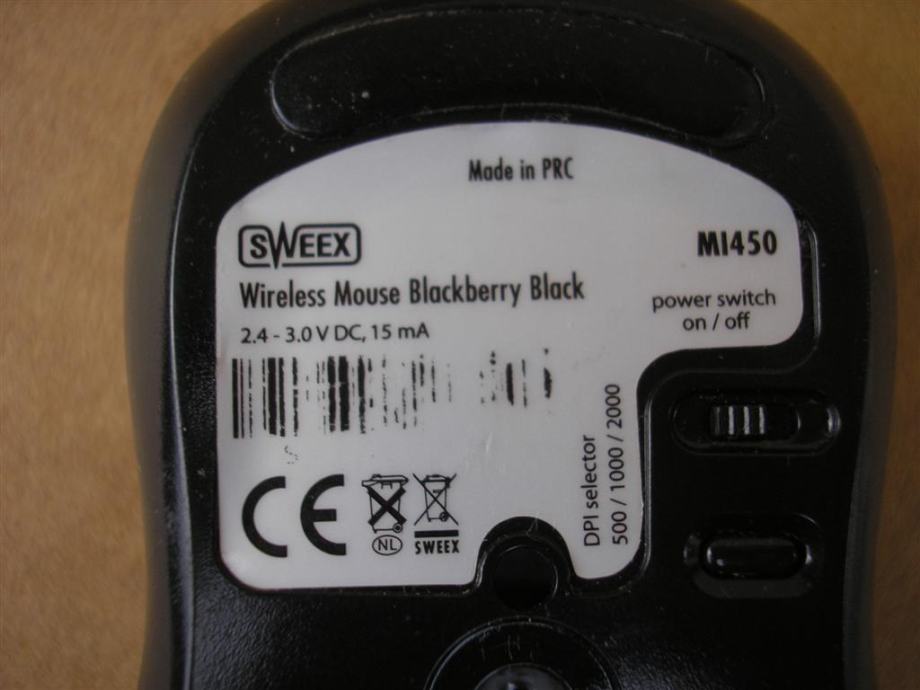 Made in PRC
SWEEX
MI450
Wireless Mouse Blackberry Black
power switch
on / off
2.4 - 3.0 V DC, 15 mA
DPI selector
500 / 1000 / 2000
CE
NL
SWEEX